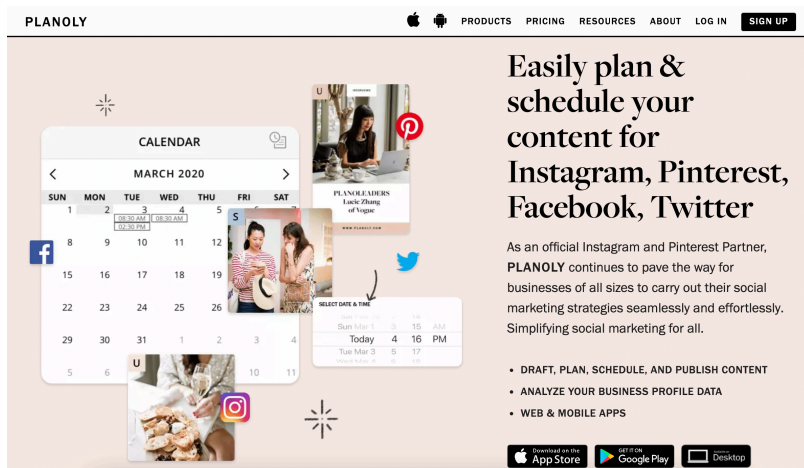 PLANOLY
PRODUCTS PRICING RESOURCES ABOUT LOG IN SIGN UP
CALENDAR
MARCH 2020
SUN MON TUE WED THU FRI SAT
1 2 3 4 5
08:30 AM 08:30 AM
02:30 PM
8 9 10 11 12
15 16 17 18 19
22 23 24 25 26
29 30 31 1 2 3 4
5 6 10 11
U
INTERVIEWS
PLANOLEADERS
Lucie Zhang
of Vogue
WWW.PLANOLY.COM
S
SELECT DATE & TIME
Sun Mar 1 3 15 AM
Today 4 16 PM
Tue Mar 3 5 17
U
Easily plan &
schedule your
content for
Instagram, Pinterest,
Facebook, Twitter
As an official Instagram and Pinterest Partner,
PLANOLY continues to pave the way for
businesses of all sizes to carry out their social
marketing strategies seamlessly and effortlessly.
Simplifying social marketing for all.
• DRAFT, PLAN, SCHEDULE, AND PUBLISH CONTENT
• ANALYZE YOUR BUSINESS PROFILE DATA
• WEB & MOBILE APPS
Download on the
App Store
GET IT ON
Google Play
Desktop